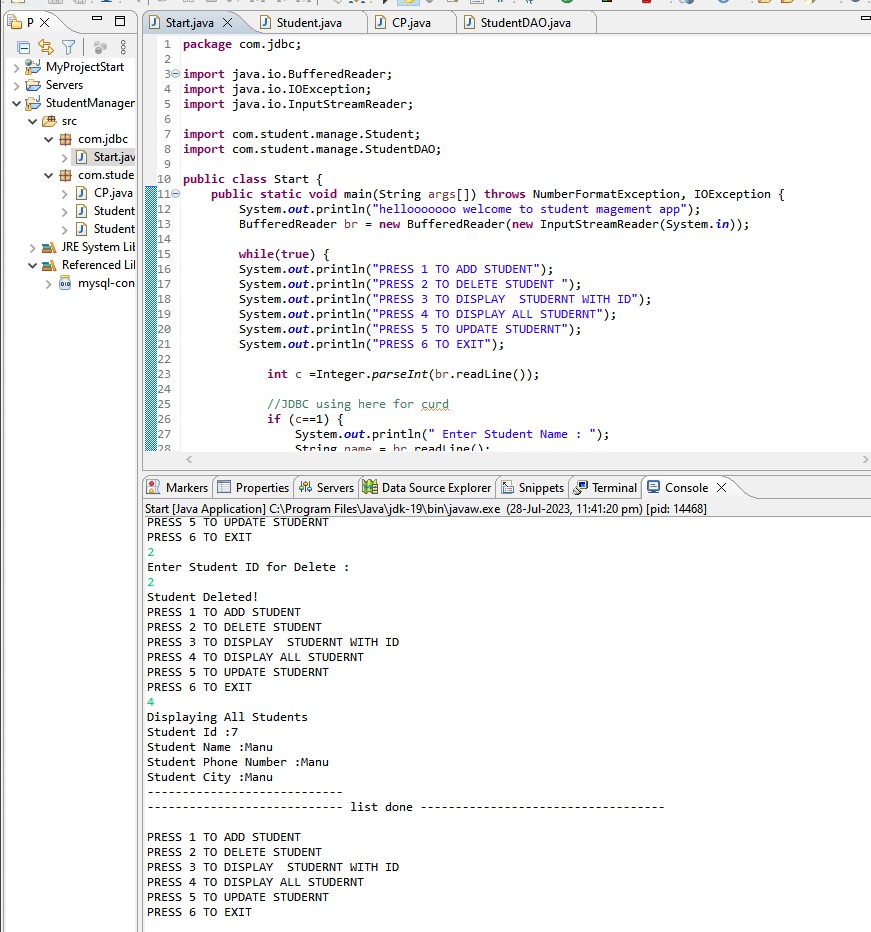 P
Start.java
Student.java
CP.java
StudentDAO.java
MyProjectStart
Servers
StudentManager
src
com.jdbc
Start.jav
com.stude
CP.java
Student
Student
JRE System Lib
Referenced Lil
mysql-con
1 package com.jdbc;
2
3 import java.io.BufferedReader;
4 import java.io.IOException;
5 import java.io.InputStreamReader;
6
7 import com.student.manage.Student;
8 import com.student.manage.StudentDAO;
9
10 public class Start {
11 public static void main(String args[]) throws NumberFormatException, IOException {
12 System.out.println("hellooooooo welcome to student magement app");
13 BufferedReader br = new BufferedReader(new InputStreamReader(System.in));
14
15 while(true) {
16 System.out.println("PRESS 1 TO ADD STUDENT");
17 System.out.println("PRESS 2 TO DELETE STUDENT ");
18 System.out.println("PRESS 3 TO DISPLAY  STUDERNT WITH ID");
19 System.out.println("PRESS 4 TO DISPLAY ALL STUDERNT");
20 System.out.println("PRESS 5 TO UPDATE STUDERNT");
21 System.out.println("PRESS 6 TO EXIT");
22
23 int c =Integer.parseInt(br.readLine());
24
25 //JDBC using here for curd
26 if (c==1) {
27 System.out.println(" Enter Student Name : ");
28 String name = br.readLine();
Markers
Properties
Servers
Data Source Explorer
Snippets
Terminal
Console
Start [Java Application] C:\Program Files\Java\jdk-19\bin\javaw.exe (28-Jul-2023, 11:41:20 pm) [pid: 14468]
PRESS 5 TO UPDATE STUDERNT
PRESS 6 TO EXIT
2
Enter Student ID for Delete :
2
Student Deleted!
PRESS 1 TO ADD STUDENT
PRESS 2 TO DELETE STUDENT
PRESS 3 TO DISPLAY  STUDERNT WITH ID
PRESS 4 TO DISPLAY ALL STUDERNT
PRESS 5 TO UPDATE STUDERNT
PRESS 6 TO EXIT
4
Displaying All Students
Student Id :7
Student Name :Manu
Student Phone Number :Manu
Student City :Manu
----------------------------
---------------------------- list done -----------------------------------
PRESS 1 TO ADD STUDENT
PRESS 2 TO DELETE STUDENT
PRESS 3 TO DISPLAY  STUDERNT WITH ID
PRESS 4 TO DISPLAY ALL STUDERNT
PRESS 5 TO UPDATE STUDERNT
PRESS 6 TO EXIT